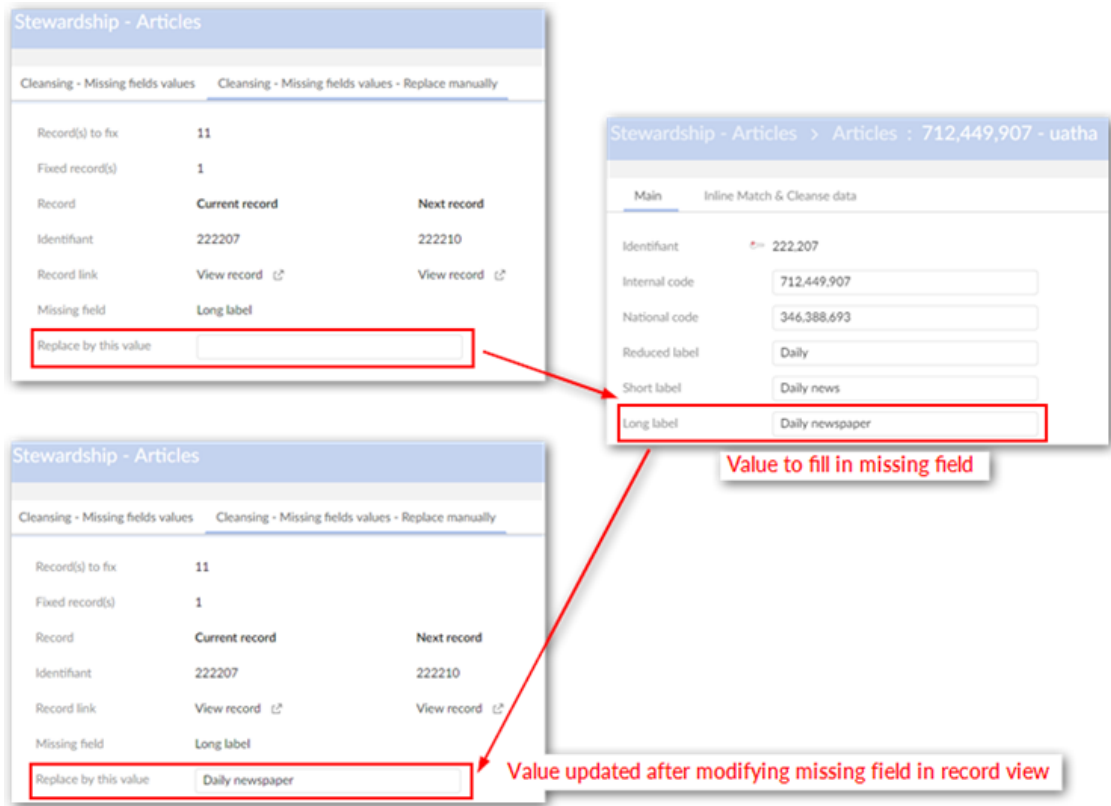 Stewardship - Articles
Cleansing - Missing fields values Cleansing - Missing fields values - Replace manually
Record(s) to fix 11
Fixed record(s) 1
Record Current record Next record
Identifiant 222207 222210
Record link View record View record
Missing field Long label
Replace by this value
Stewardship - Articles > Articles : 712,449,907 - uatha
Main Inline Match & Cleanse data
Identifiant 222,207
Internal code 712,449,907
National code 346,388,693
Reduced label Daily
Short label Daily news
Long label Daily newspaper
Value to fill in missing field
Stewardship - Articles
Cleansing - Missing fields values Cleansing - Missing fields values - Replace manually
Record(s) to fix 11
Fixed record(s) 1
Record Current record Next record
Identifiant 222207 222210
Record link View record View record
Missing field Long label
Replace by this value Daily newspaper
Value updated after modifying missing field in record view